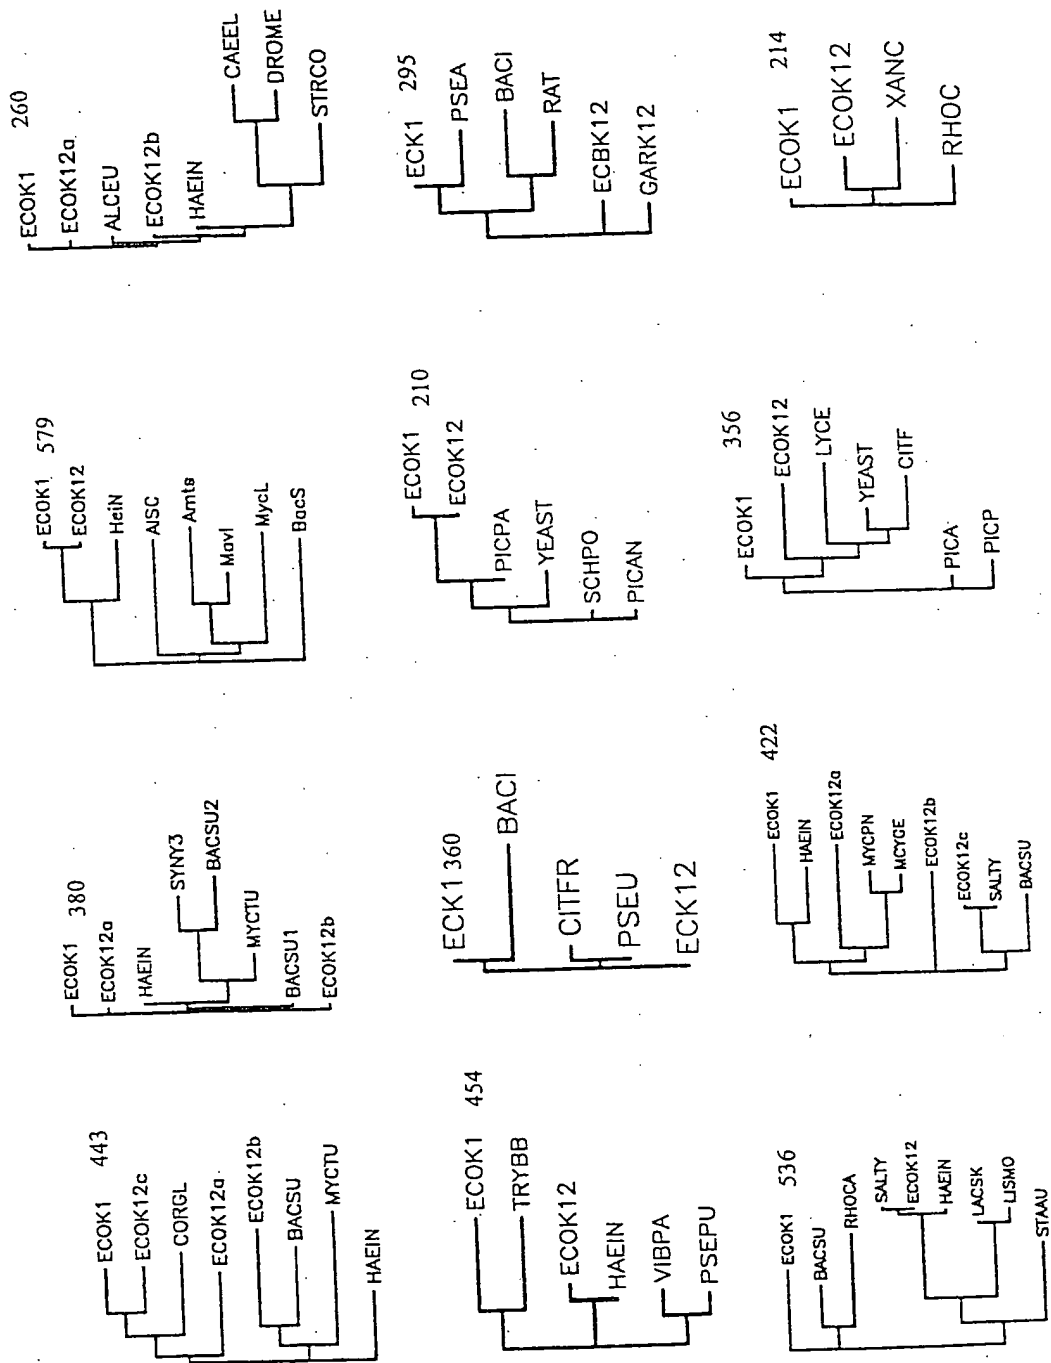 ECOK1 260
ECOK12a
ALCEU
ECOK12b
HAEIN
CAEEL
DROME
STRCO
ECK1 295
PSEA
BACI
RAT
ECBK12
GARK12
ECOK1 214
ECOK12
XANC
RHOC
ECOK1 579
ECOK12
HeiN
AISC
Amts
Mavl
MycL
BacS
ECOK1 210
ECOK12
PICPA
YEAST
SCHPO
PICAN
ECOK1 356
ECOK12
LYCE
YEAST
CITF
PICA
PICP
ECOK1 380
ECOK12a
HAEIN
SYNY3
BACSU2
MYCTU
BACSU1
ECOK12b
ECK1 360
BACI
CITFR
PSEU
ECK12
ECOK1 422
HAEIN
ECOK12a
MYCPN
MCYGE
ECOK12b
ECOK12c
SALTY
BACSU
ECOK1 443
ECOK12c
CORGL
ECOK12a
ECOK12b
BACSU
MYCTU
HAEIN
ECOK1 454
TRYBB
ECOK12
HAEIN
VIBPA
PSEPU
ECOK1 536
BACSU
RHOCA
SALTY
ECOK12
HAEIN
LACSK
LISMO
STAAU